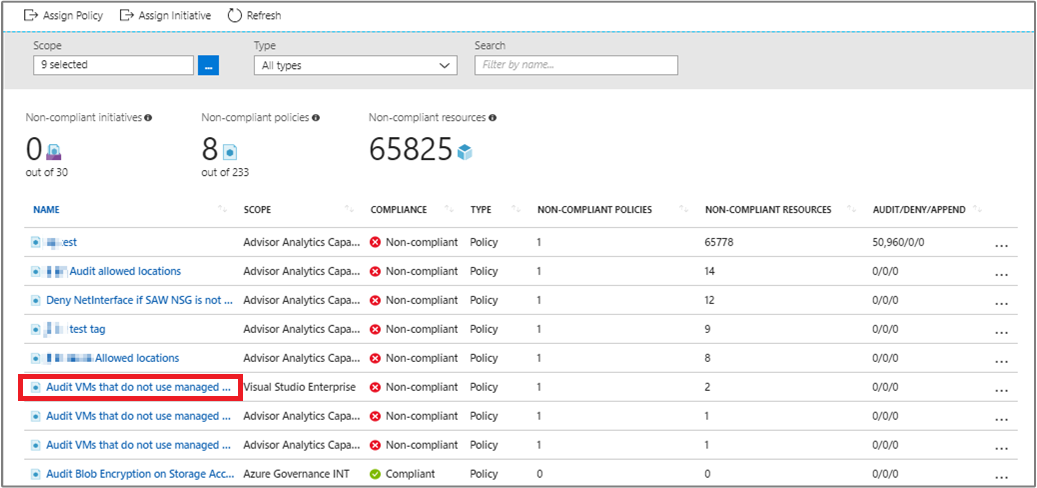 Assign Policy Assign Initiative Refresh
Scope Type Search
9 selected ... All types Filter by name...
Non-compliant initiatives Non-compliant policies Non-compliant resources
0 8 65825
out of 30 out of 233
NAME SCOPE COMPLIANCE TYPE NON-COMPLIANT POLICIES NON-COMPLIANT RESOURCES AUDIT/DENY/APPEND
est Advisor Analytics Capa... Non-compliant Policy 1 65778 50,960/0/0 ...
Audit allowed locations Advisor Analytics Capa... Non-compliant Policy 1 14 0/0/0 ...
Deny NetInterface if SAW NSG is not ... Advisor Analytics Capa... Non-compliant Policy 1 12 0/0/0 ...
test tag Advisor Analytics Capa... Non-compliant Policy 1 9 0/0/0 ...
Allowed locations Advisor Analytics Capa... Non-compliant Policy 1 8 0/0/0 ...
Audit VMs that do not use managed ... Visual Studio Enterprise Non-compliant Policy 1 2 0/0/0 ...
Audit VMs that do not use managed ... Advisor Analytics Capa... Non-compliant Policy 1 1 0/0/0 ...
Audit VMs that do not use managed ... Advisor Analytics Capa... Non-compliant Policy 1 1 0/0/0 ...
Audit Blob Encryption on Storage Acc... Azure Governance INT Compliant Policy 0 0 0/0/0 ...